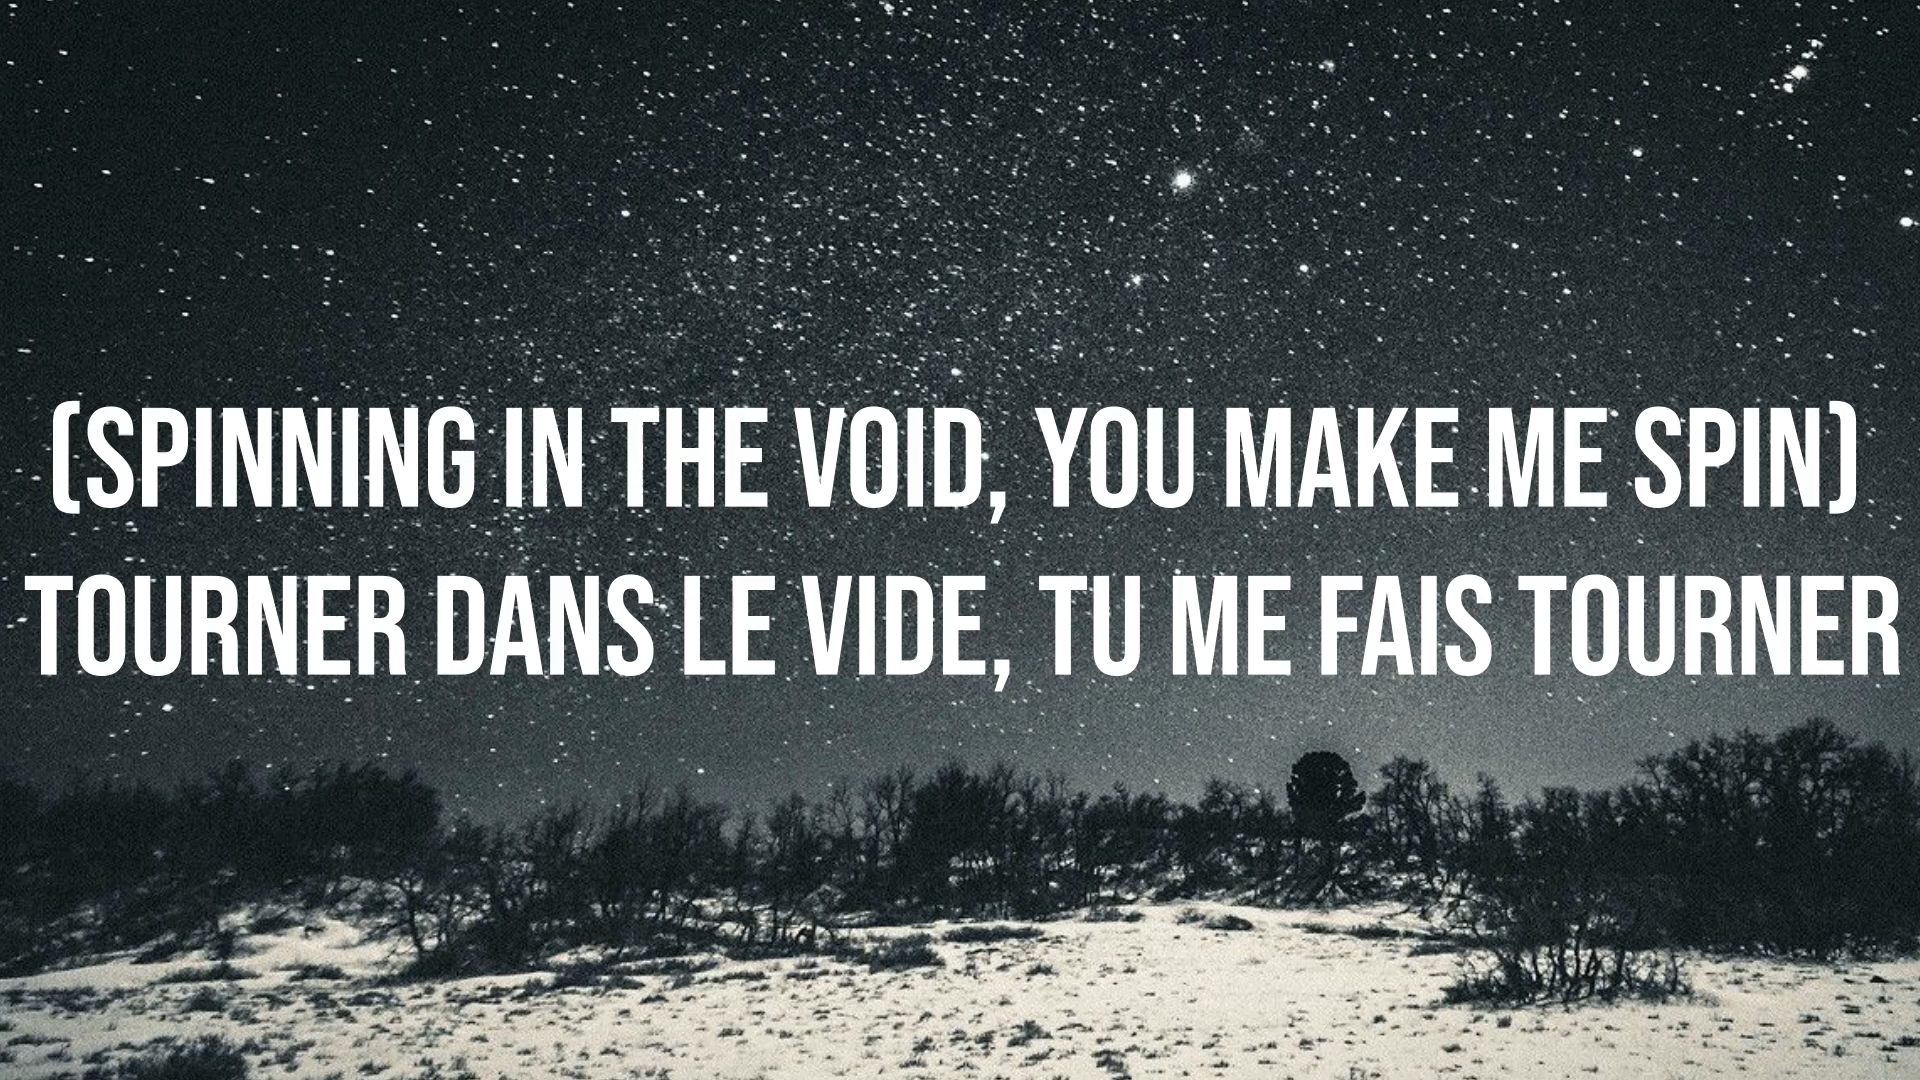 (SPINNING IN THE VOID, YOU MAKE ME SPIN)
TOURNER DANS LE VIDE, TU ME FAIS TOURNER